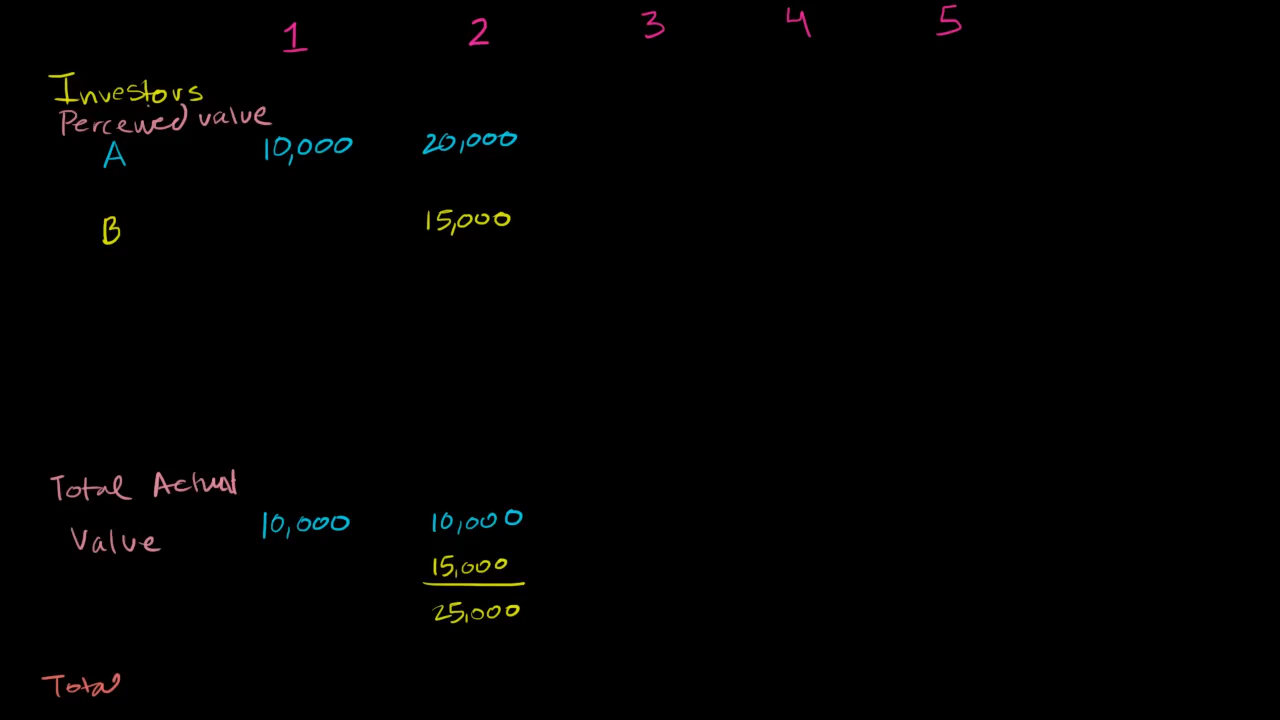 1 2 3 4 5
Investors
Perceived value
A 10,000 20,000
B 15,000
Total Actual
Value 10,000 10,000
15,000
25,000
Total